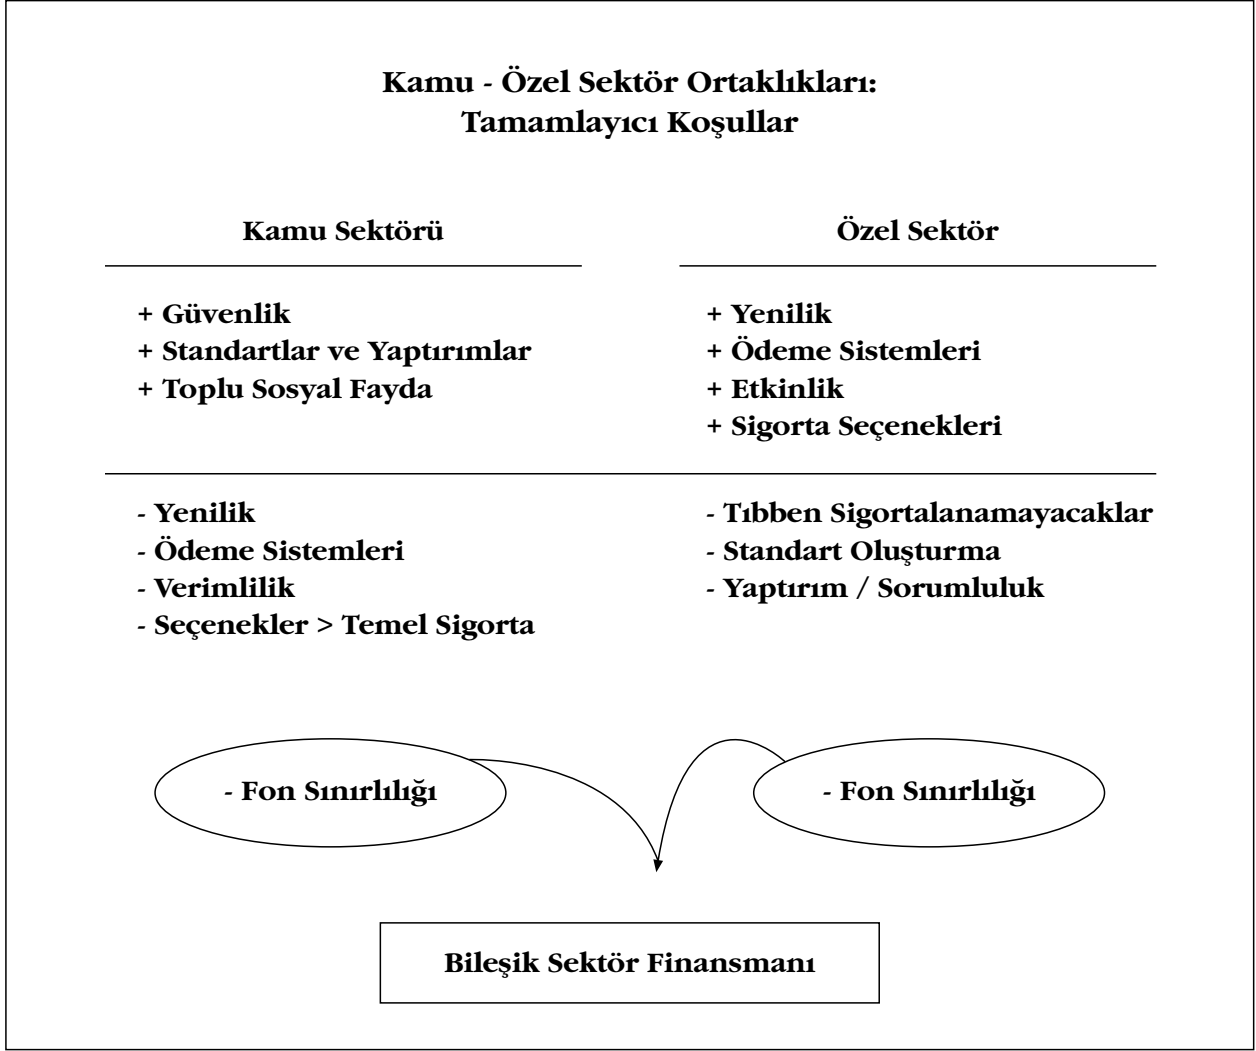 Kamu - Özel Sektör Ortaklıkları:
Tamamlayıcı Koşullar
Kamu Sektörü
+ Güvenlik
+ Standartlar ve Yaptırımlar
+ Toplu Sosyal Fayda
Özel Sektör
+ Yenilik
+ Ödeme Sistemleri
+ Etkinlik
+ Sigorta Seçenekleri
- Yenilik
- Ödeme Sistemleri
- Verimlilik
- Seçenekler > Temel Sigorta
- Tıbben Sigortalanamayacaklar
- Standart Oluşturma
- Yaptırım / Sorumluluk
- Fon Sınırlılığı
- Fon Sınırlılığı
Bileşik Sektör Finansmanı